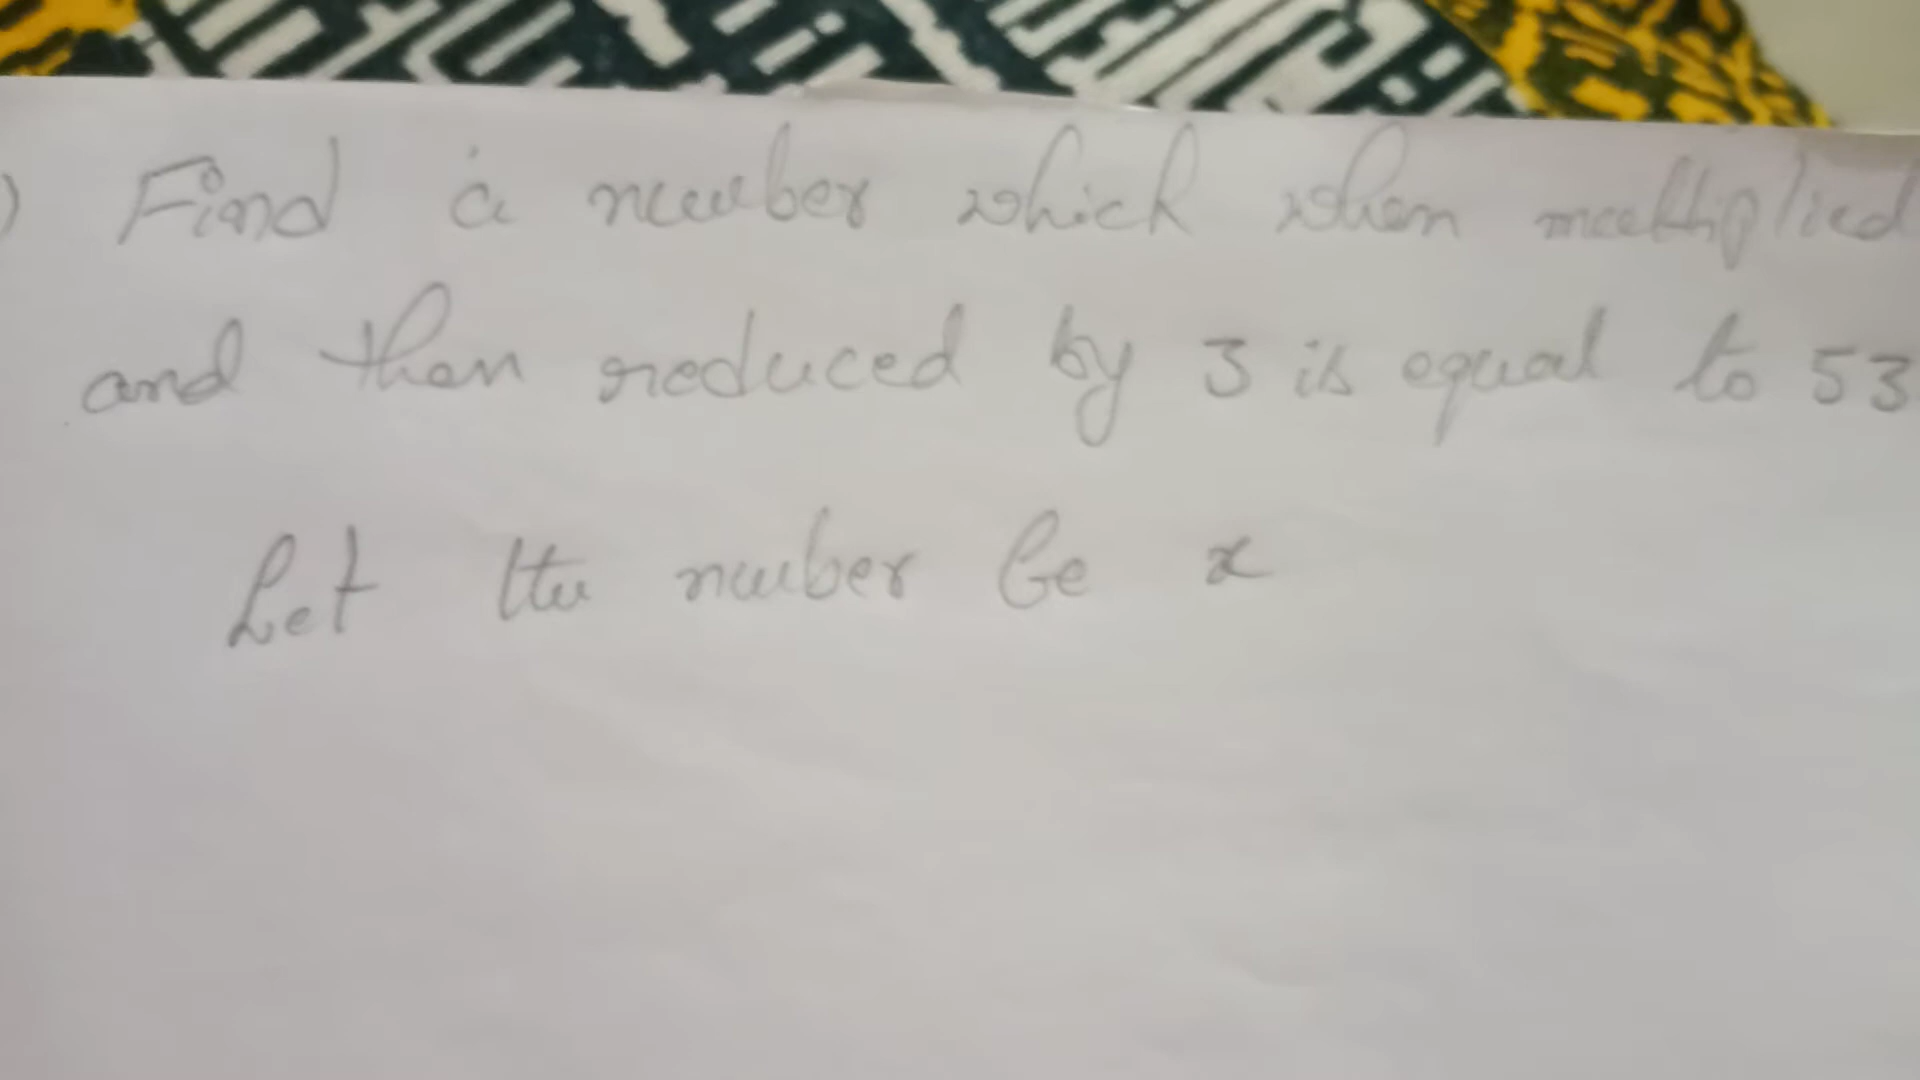 ) Find a number which when multiplied
and then reduced by 3 is equal to 53
Let the number be x